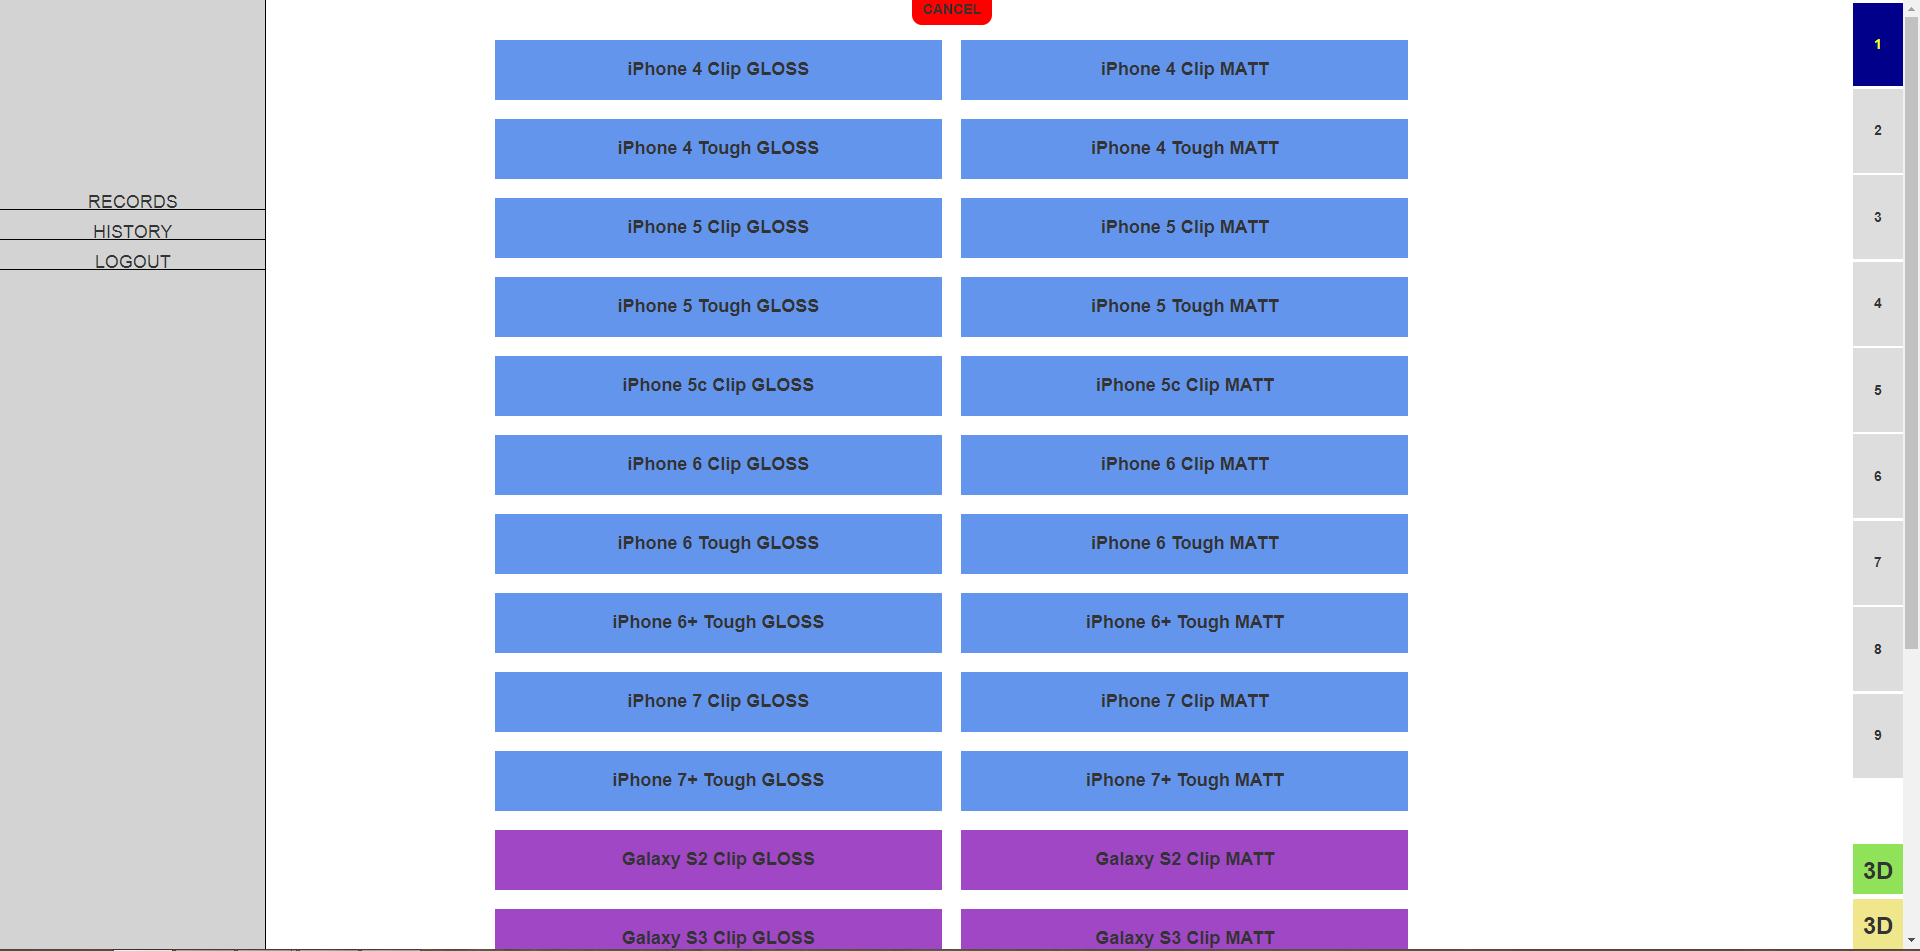 CANCEL
RECORDS
HISTORY
LOGOUT
iPhone 4 Clip GLOSS
iPhone 4 Clip MATT
iPhone 4 Tough GLOSS
iPhone 4 Tough MATT
iPhone 5 Clip GLOSS
iPhone 5 Clip MATT
iPhone 5 Tough GLOSS
iPhone 5 Tough MATT
iPhone 5c Clip GLOSS
iPhone 5c Clip MATT
iPhone 6 Clip GLOSS
iPhone 6 Clip MATT
iPhone 6 Tough GLOSS
iPhone 6 Tough MATT
iPhone 6+ Tough GLOSS
iPhone 6+ Tough MATT
iPhone 7 Clip GLOSS
iPhone 7 Clip MATT
iPhone 7+ Tough GLOSS
iPhone 7+ Tough MATT
Galaxy S2 Clip GLOSS
Galaxy S2 Clip MATT
Galaxy S3 Clip GLOSS
Galaxy S3 Clip MATT
1
2
3
4
5
6
7
8
9
3D
3D